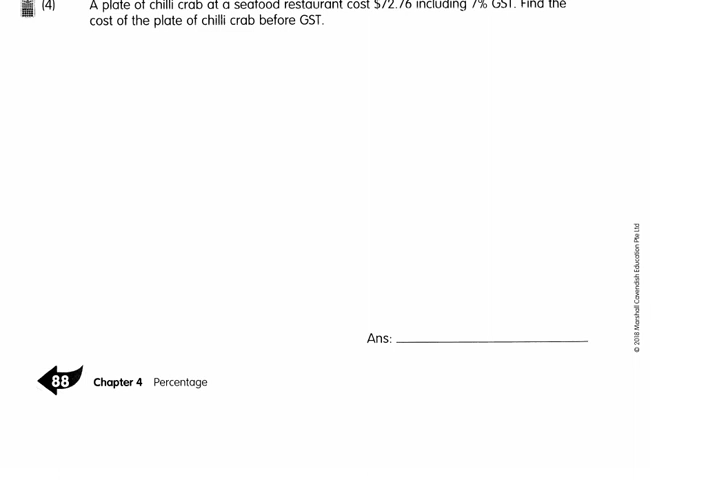 (4) A plate of chilli crab at a seafood restaurant cost $72.76 including 7% GST. Find the
cost of the plate of chilli crab before GST.
Ans:
© 2018 Marshall Cavendish Education Pte Ltd
88 Chapter 4 Percentage